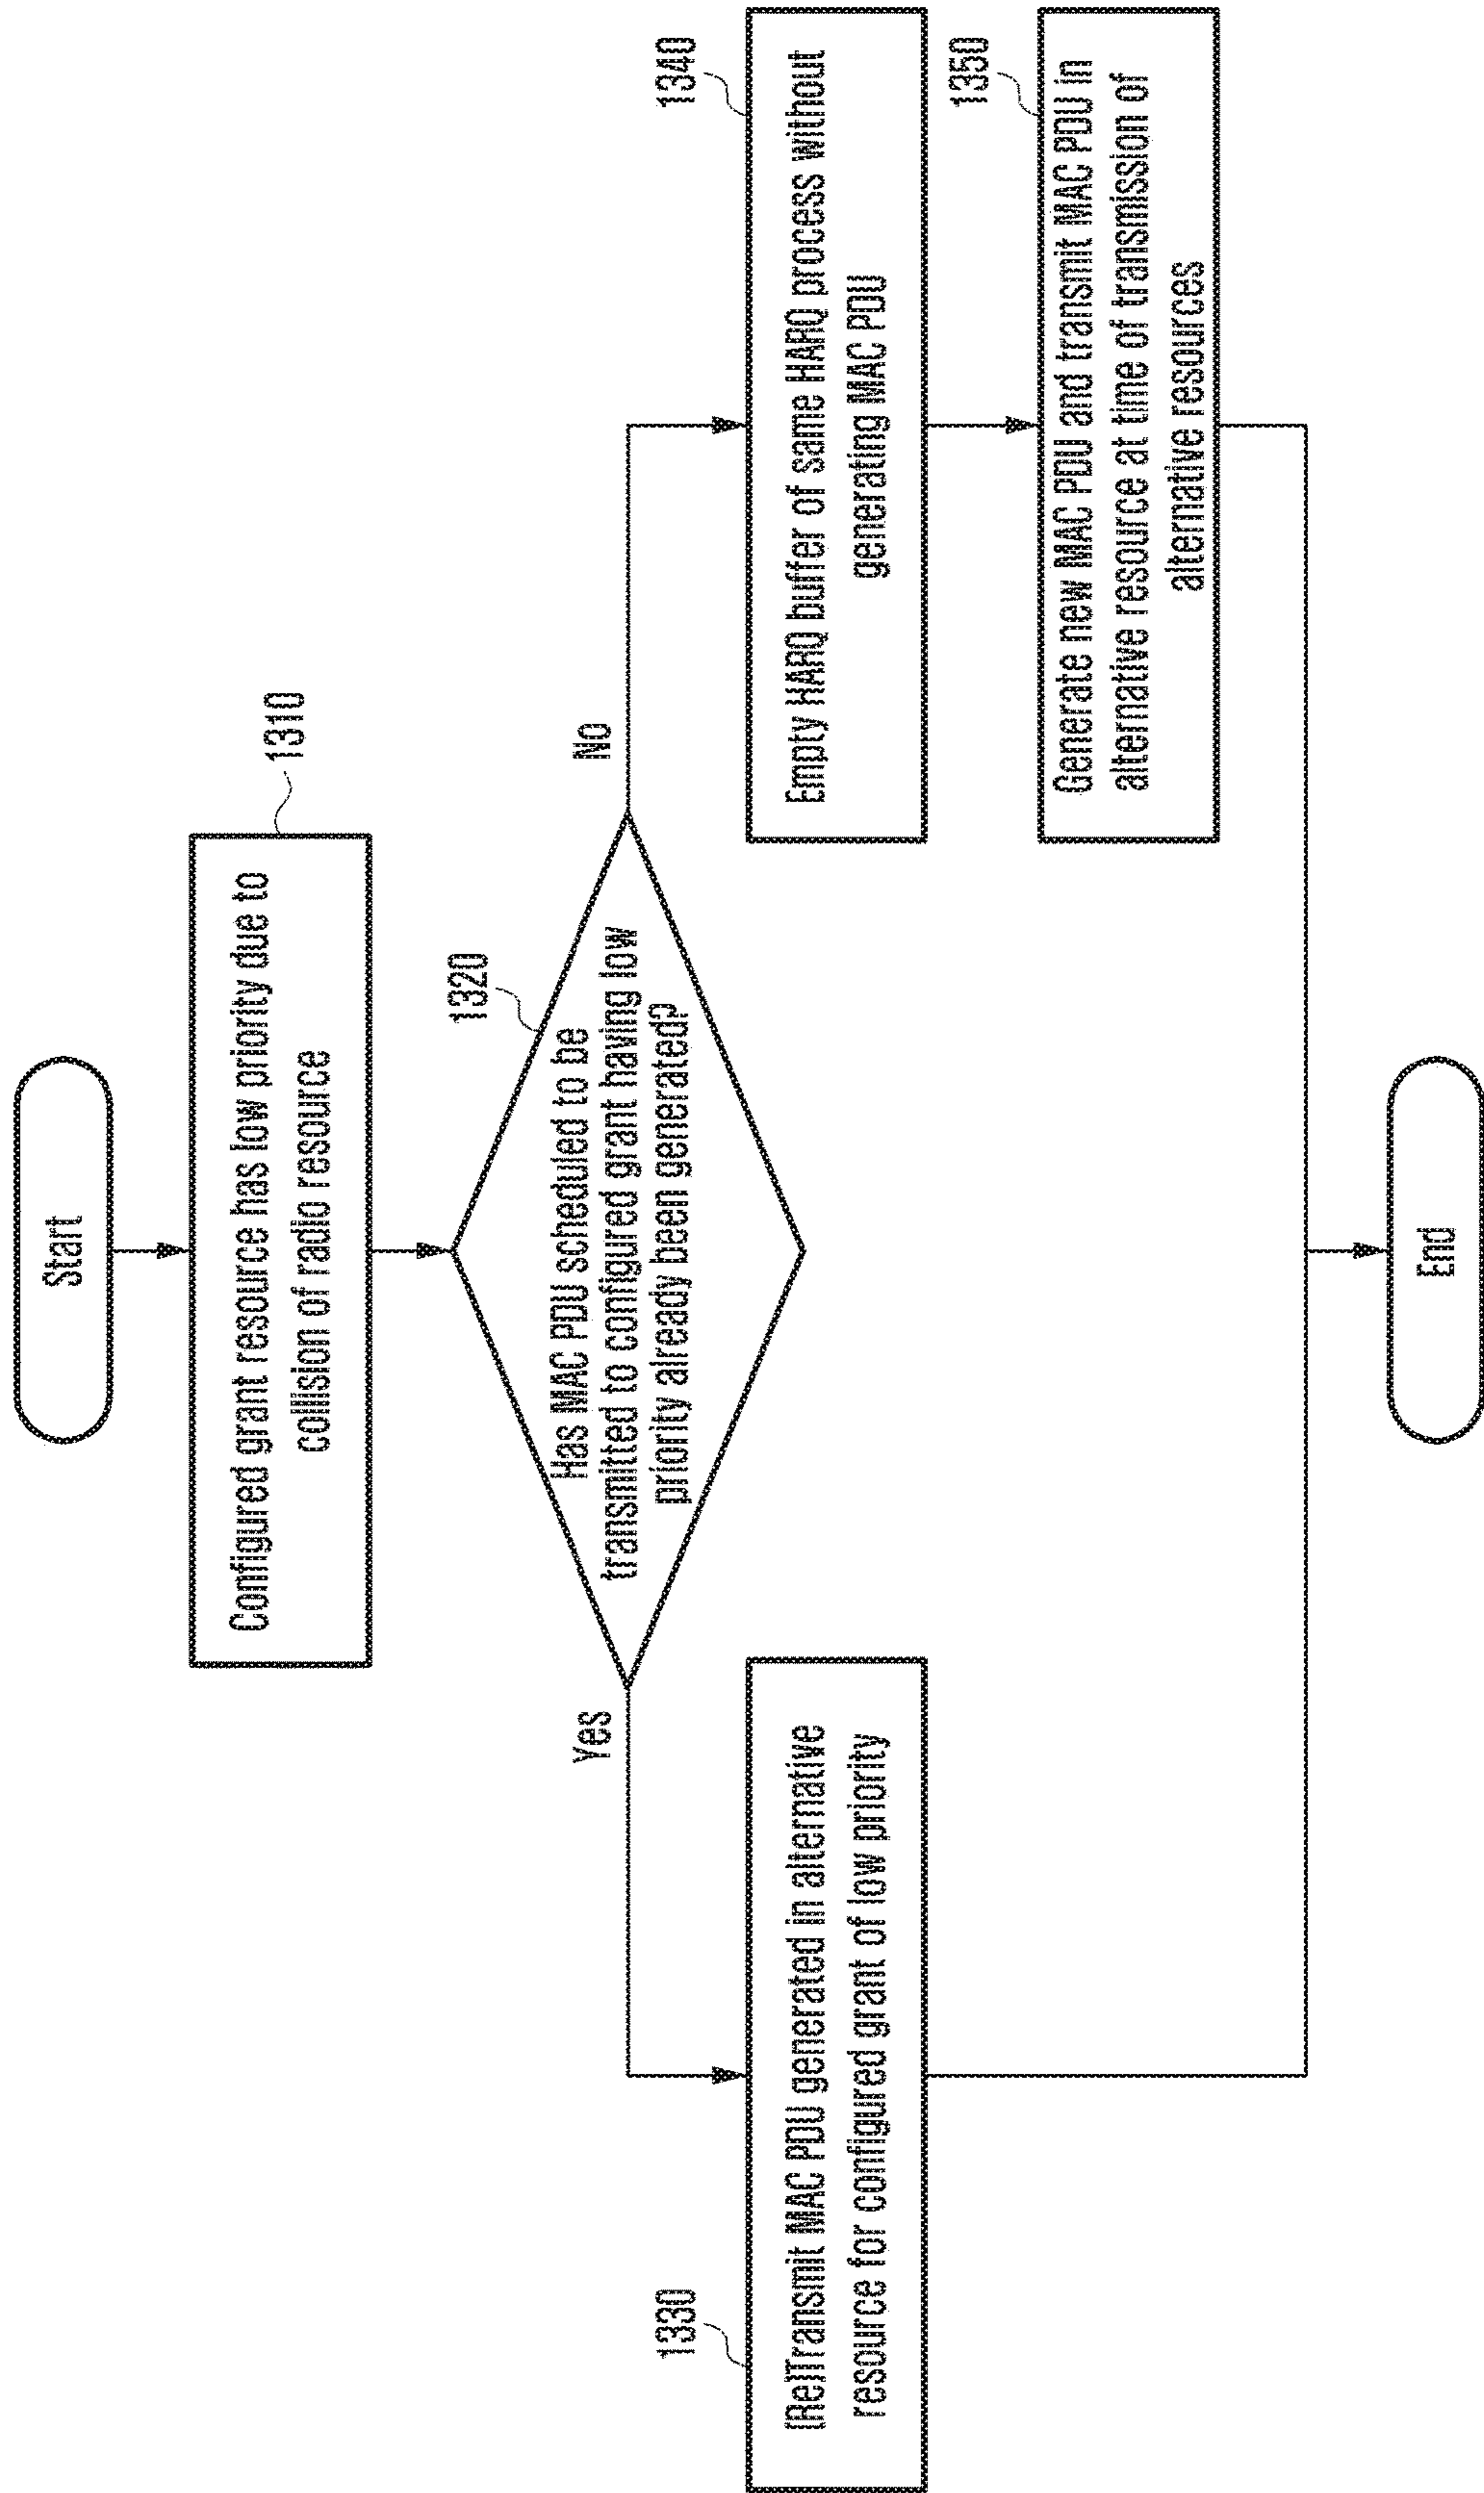 Start
1310
Configured grant resource has low priority due to
collision of radio resource
1320
Has MAC PDU scheduled to be
transmitted to configured grant having low
priority already been generated?
Yes
No
1330
(Re)Transmit MAC PDU generated in alternative
resource for configured grant of low priority
1340
Empty HARQ buffer of same HARQ process without
generating MAC PDU
1350
Generate new MAC PDU and transmit MAC PDU in
alternative resource at time of transmission of
alternative resources
End